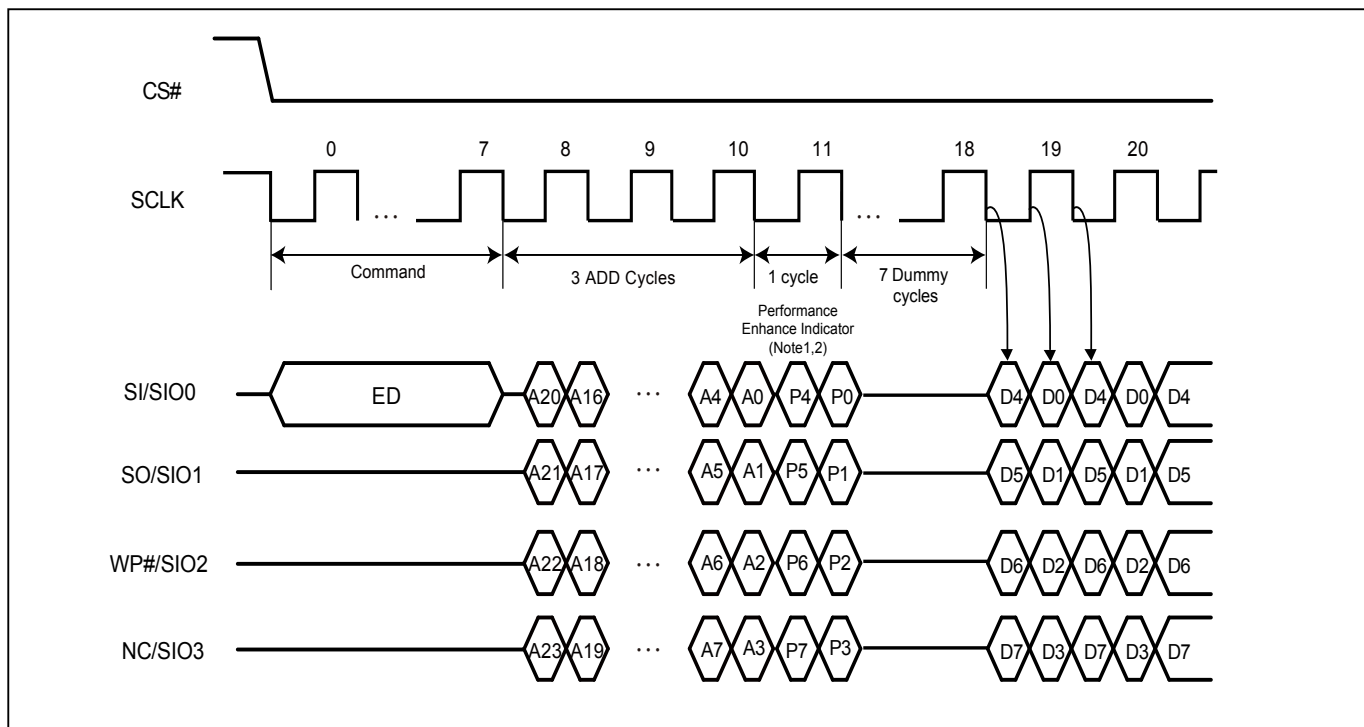 CS#
0 7 8 9 10 11 18 19 20
SCLK
... ...
Command
3 ADD Cycles
1 cycle
7 Dummy
cycles
Performance
Enhance Indicator
(Note1,2)
SI/SIO0 ED A20 A16 ... A4 A0 P4 P0 D4 D0 D4 D0 D4
SO/SIO1 A21 A17 ... A5 A1 P5 P1 D5 D1 D5 D1 D5
WP#/SIO2 A22 A18 ... A6 A2 P6 P2 D6 D2 D6 D2 D6
NC/SIO3 A23 A19 ... A7 A3 P7 P3 D7 D3 D7 D3 D7